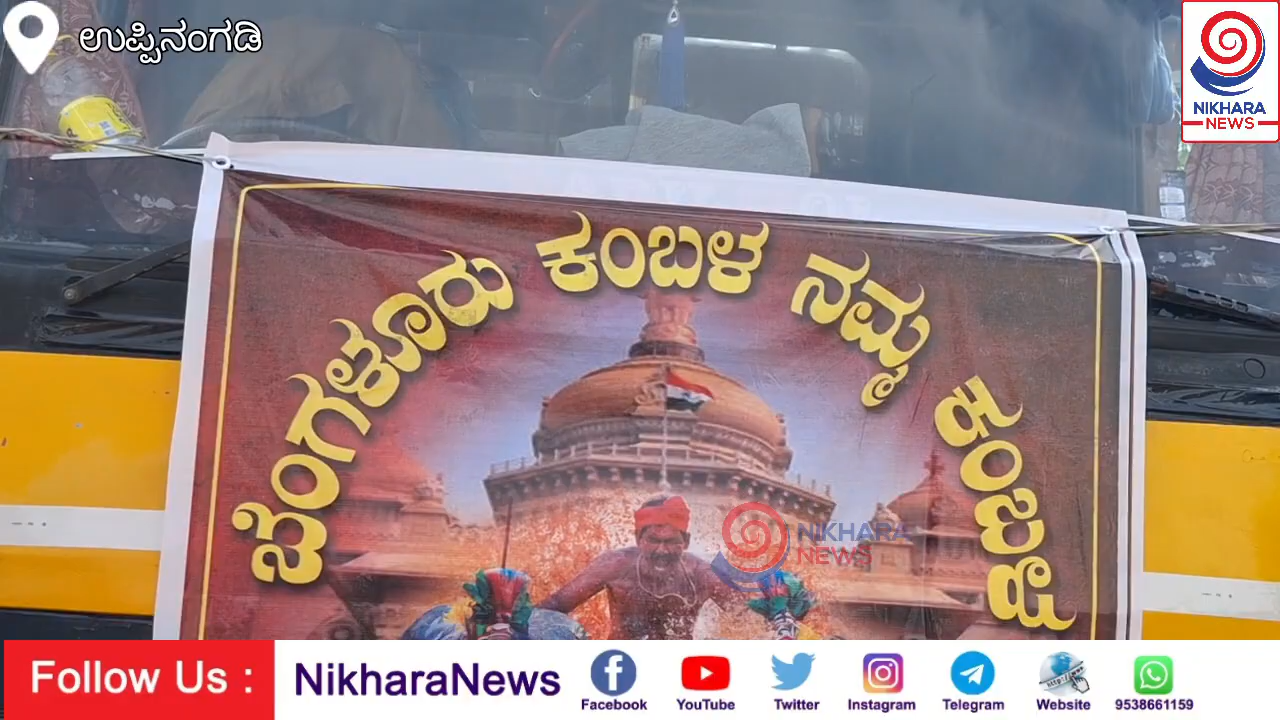 ಉಪ್ಪಿನಂಗಡಿ
NIKHARA
NEWS
ಬೆಂಗಳೂರು ಕಂಬಳ ನಮ್ಮ ಕಂಬಳ
NIKHARA
NEWS
Follow Us :
NikharaNews
Facebook
YouTube
Twitter
Instagram
Telegram
http://
Website
9538661159